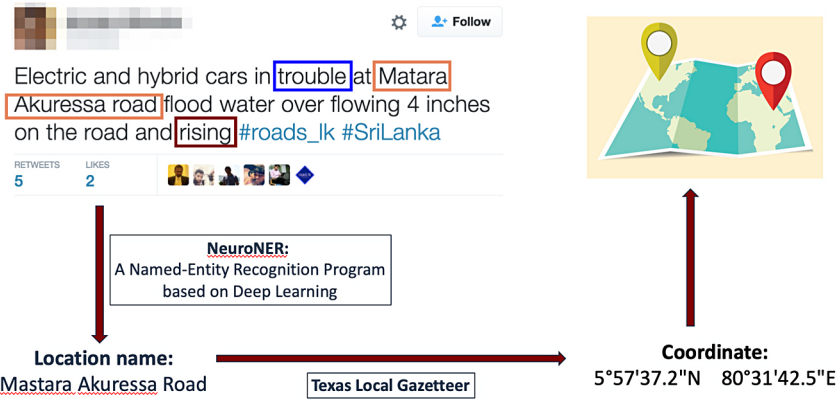 Follow
Electric and hybrid cars in trouble at Matara
Akuressa road flood water over flowing 4 inches
on the road and rising #roads_lk #SriLanka
RETWEETS LIKES
5 2
NeuroNER:
A Named-Entity Recognition Program
based on Deep Learning
Location name:
Mastara Akuressa Road
Texas Local Gazetteer
Coordinate:
5°57'37.2"N 80°31'42.5"E